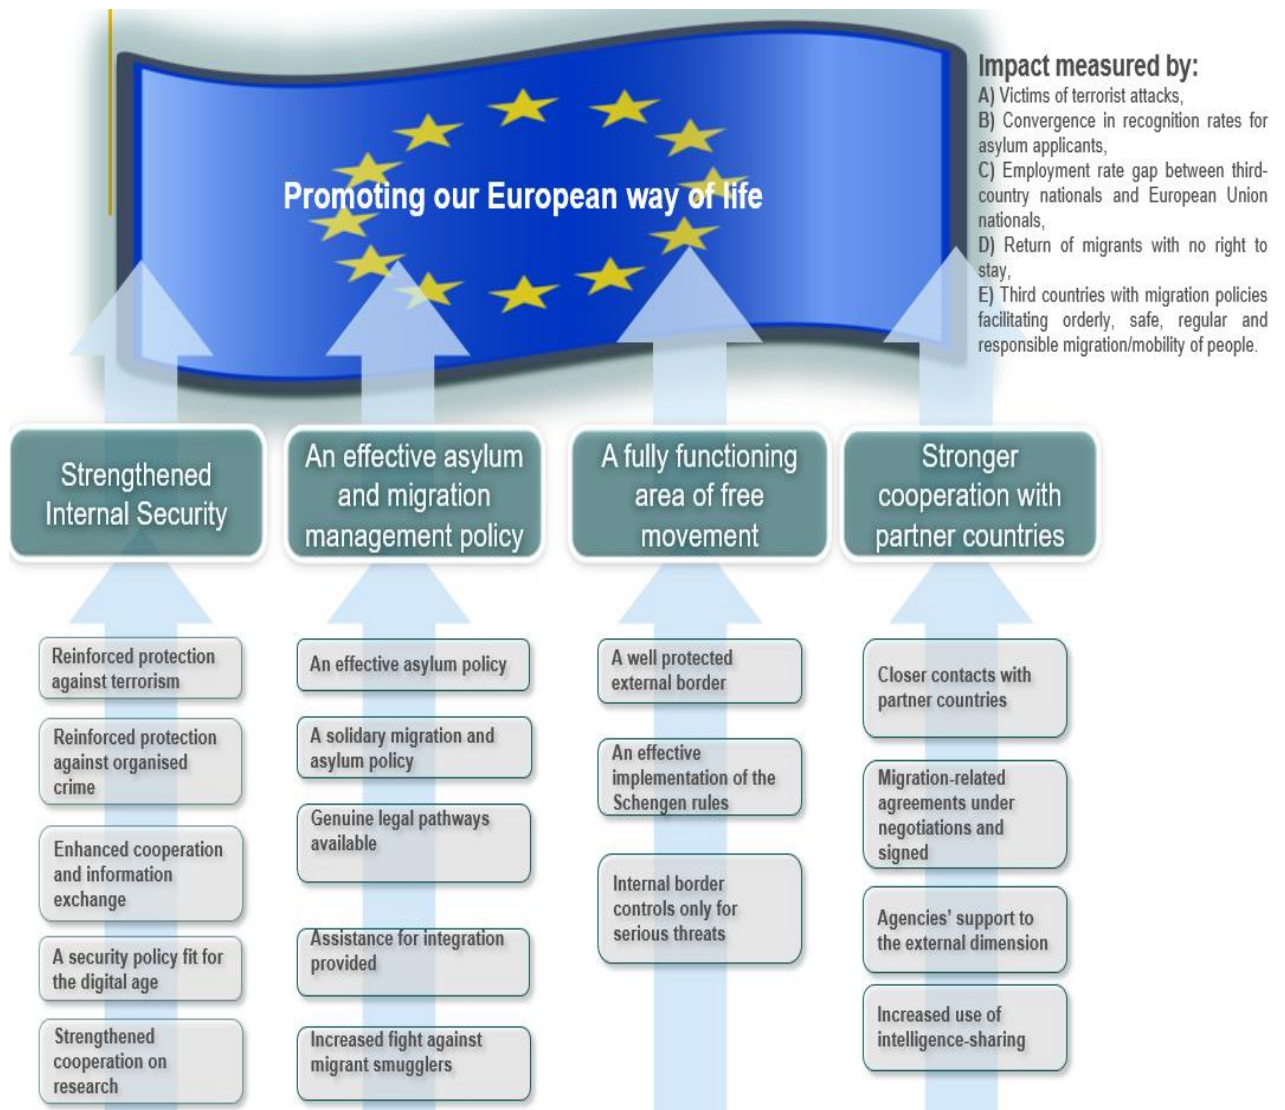 Promoting our European way of life
Impact measured by:
A) Victims of terrorist attacks,
B) Convergence in recognition rates for
asylum applicants,
C) Employment rate gap between third-
country nationals and European Union
nationals,
D) Return of migrants with no right to
stay,
E) Third countries with migration policies
facilitating orderly, safe, regular and
responsible migration/mobility of people.
Strengthened
Internal Security
An effective asylum
and migration
management policy
A fully functioning
area of free
movement
Stronger
cooperation with
partner countries
Reinforced protection
against terrorism
Reinforced protection
against organised
crime
Enhanced cooperation
and information
exchange
A security policy fit for
the digital age
Strengthened
cooperation on
research
An effective asylum policy
A solidary migration and
asylum policy
Genuine legal pathways
available
Assistance for integration
provided
Increased fight against
migrant smugglers
A well protected
external border
An effective
implementation of the
Schengen rules
Internal border
controls only for
serious threats
Closer contacts with
partner countries
Migration-related
agreements under
negotiations and
signed
Agencies' support to
the external dimension
Increased use of
intelligence-sharing